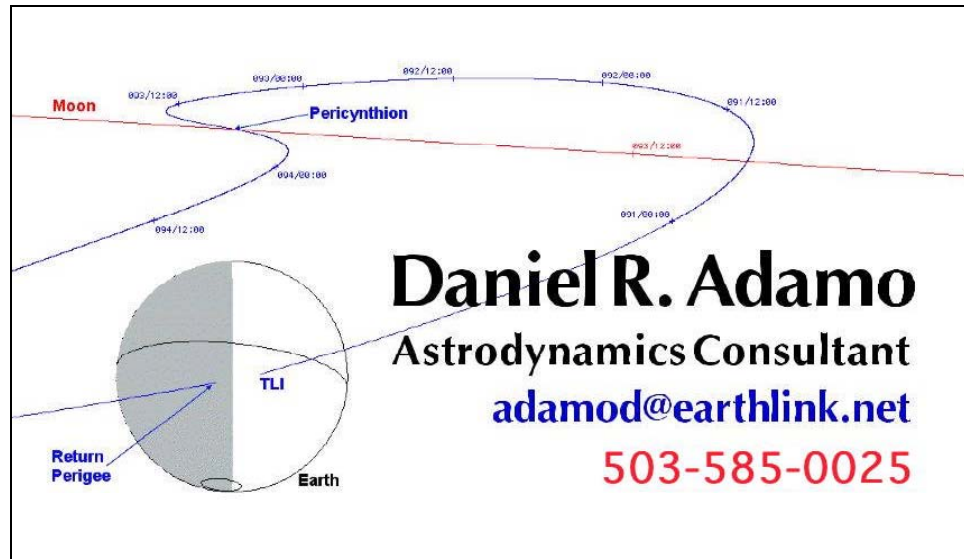 092/12:00
093/00:00
092/00:00
093/12:00
091/12:00
Moon
Pericynthion
093/12:00
094/00:00
091/00:00
094/12:00
Daniel R. Adamo
Astrodynamics Consultant
TLI
adamod@earthlink.net
Return
Perigee
503-585-0025
Earth